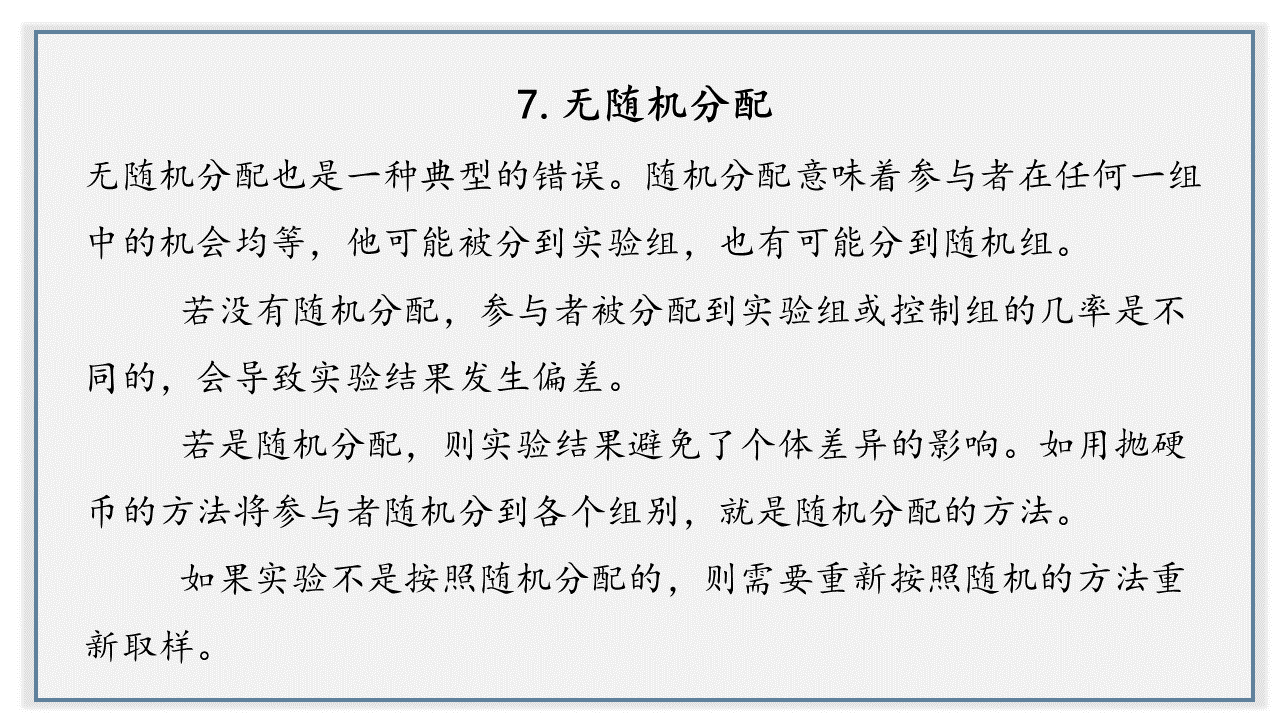 7. 无随机分配
无随机分配也是一种典型的错误。随机分配意味着参与者在任何一组
中的机会均等，他可能被分到实验组，也有可能分到随机组。
若没有随机分配，参与者被分配到实验组或控制组的几率是不
同的，会导致实验结果发生偏差。
若是随机分配，则实验结果避免了个体差异的影响。如用抛硬
币的方法将参与者随机分到各个组别，就是随机分配的方法。
如果实验不是按照随机分配的，则需要重新按照随机的方法重
新取样。